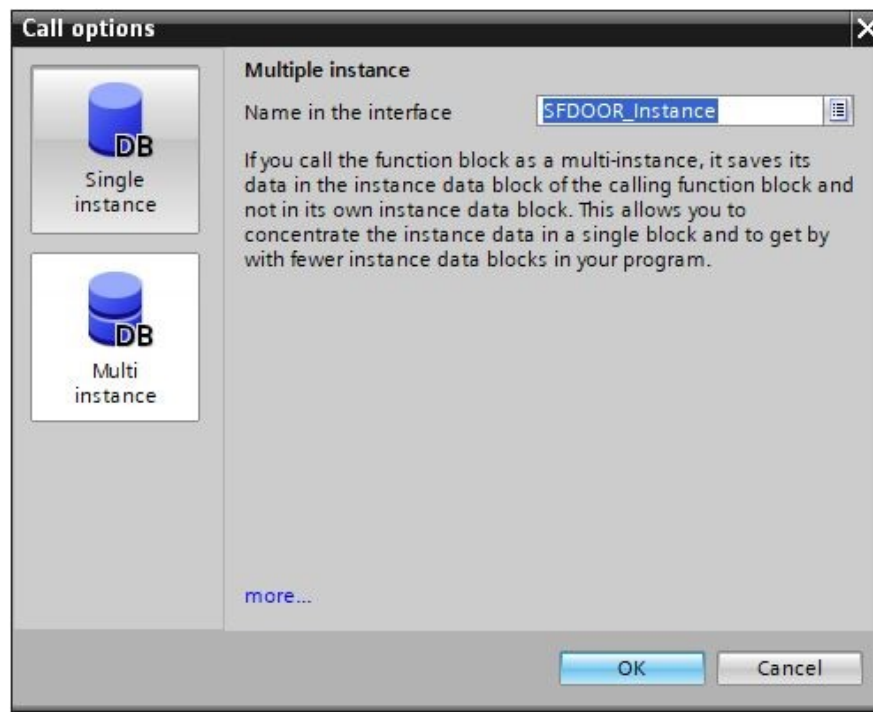 Call options
DB
Single
instance
DB
Multi
instance
Multiple instance
Name in the interface SFDOOR_Instance
If you call the function block as a multi-instance, it saves its
data in the instance data block of the calling function block and
not in its own instance data block. This allows you to
concentrate the instance data in a single block and to get by
with fewer instance data blocks in your program.
more...
OK Cancel